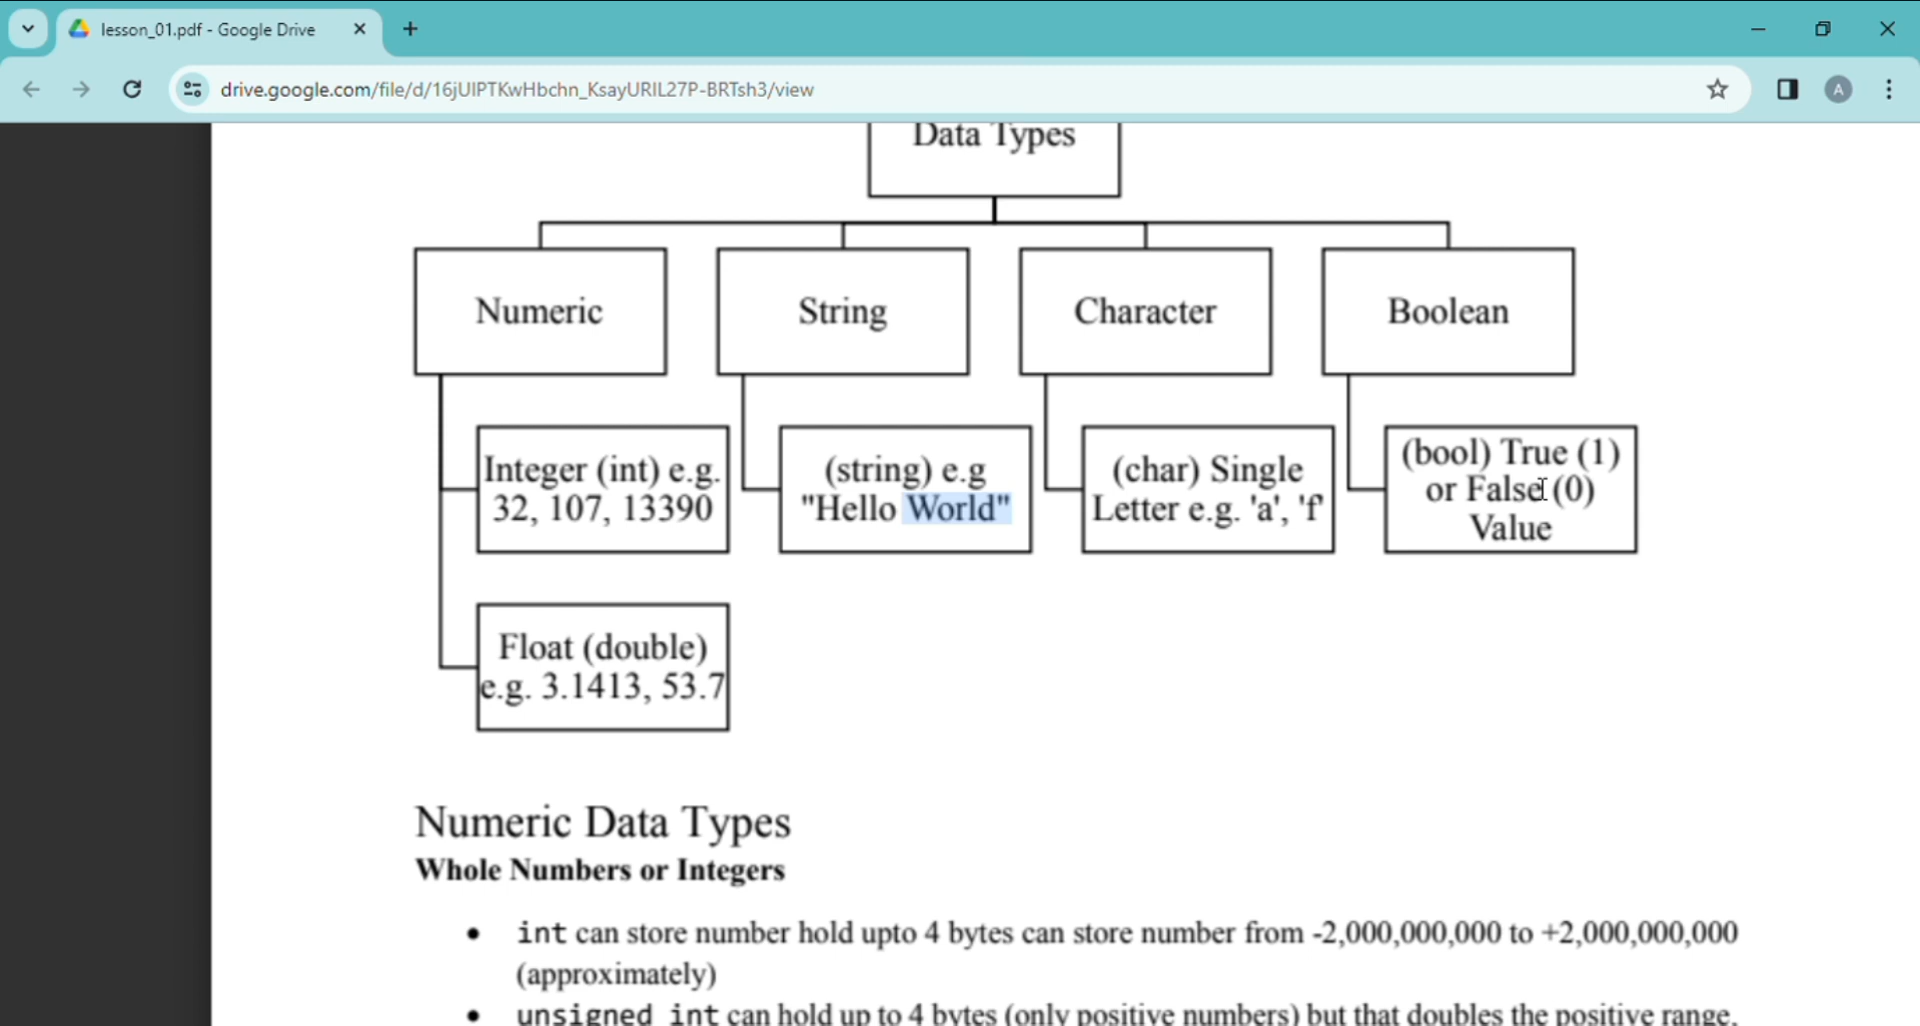 lesson_01.pdf - Google Drive
drive.google.com/file/d/16jUIPTKwHbchn_KsayURIL27P-BRTsh3/view
A
Data Types
Numeric
String
Character
Boolean
Integer (int) e.g.
32, 107, 13390
(string) e.g
"Hello World"
(char) Single
Letter e.g. 'a', 'f'
(bool) True (1)
or False (0)
Value
Float (double)
e.g. 3.1413, 53.7
Numeric Data Types
Whole Numbers or Integers
• int can store number hold upto 4 bytes can store number from -2,000,000,000 to +2,000,000,000
(approximately)
• unsigned int can hold up to 4 bytes (only positive numbers) but that doubles the positive range.